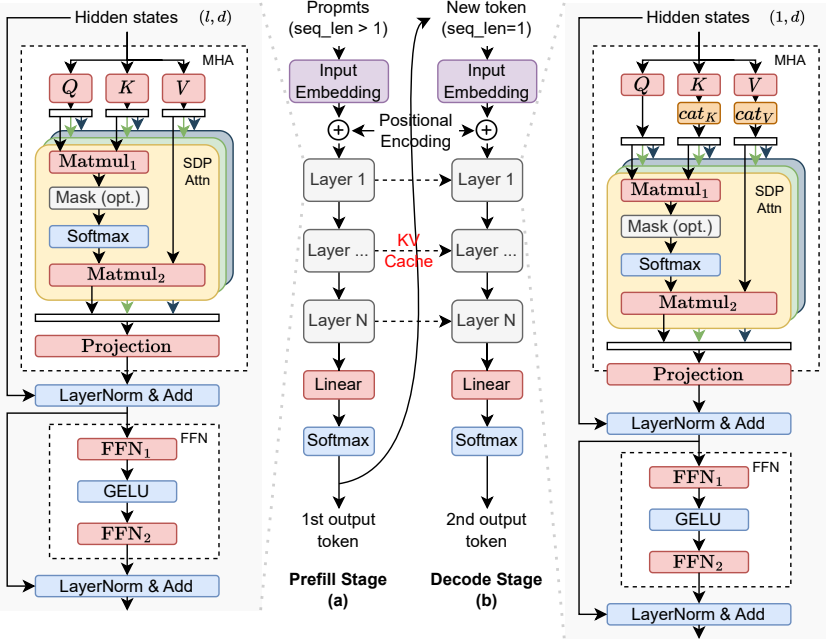 Hidden states (l, d)
MHA
Q
K
V
SDP
Attn
Matmul1
Mask (opt.)
Softmax
Matmul2
Projection
LayerNorm & Add
FFN
FFN1
GELU
FFN2
LayerNorm & Add
Propmts
(seq_len > 1)
Input
Embedding
+
Layer 1
Layer ...
Layer N
Linear
Softmax
1st output
token
Prefill Stage
(a)
Positional
Encoding
KV
Cache
New token
(seq_len=1)
Input
Embedding
+
Layer 1
Layer ...
Layer N
Linear
Softmax
2nd output
token
Decode Stage
(b)
Hidden states (1, d)
MHA
Q
K
V
catK
catV
SDP
Attn
Matmul1
Mask (opt.)
Softmax
Matmul2
Projection
LayerNorm & Add
FFN
FFN1
GELU
FFN2
LayerNorm & Add